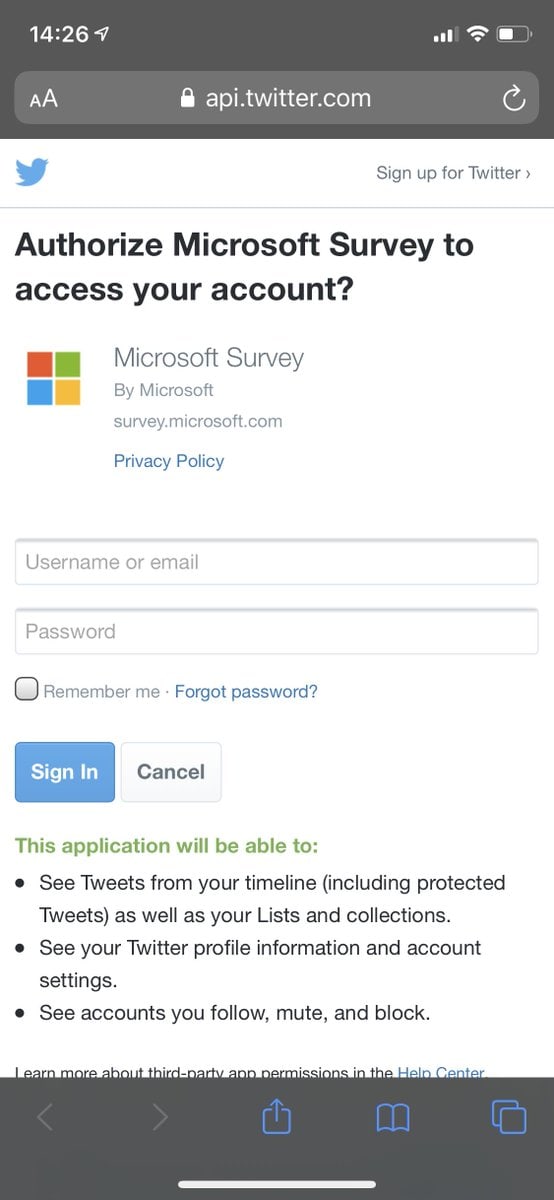 14:26
AA api.twitter.com
Sign up for Twitter ›
Authorize Microsoft Survey to
access your account?
Microsoft Survey
By Microsoft
survey.microsoft.com
Privacy Policy
Username or email
Password
Remember me · Forgot password?
Sign In Cancel
This application will be able to:
• See Tweets from your timeline (including protected
Tweets) as well as your Lists and collections.
• See your Twitter profile information and account
settings.
• See accounts you follow, mute, and block.
Learn more about third-party app permissions in the Help Center.